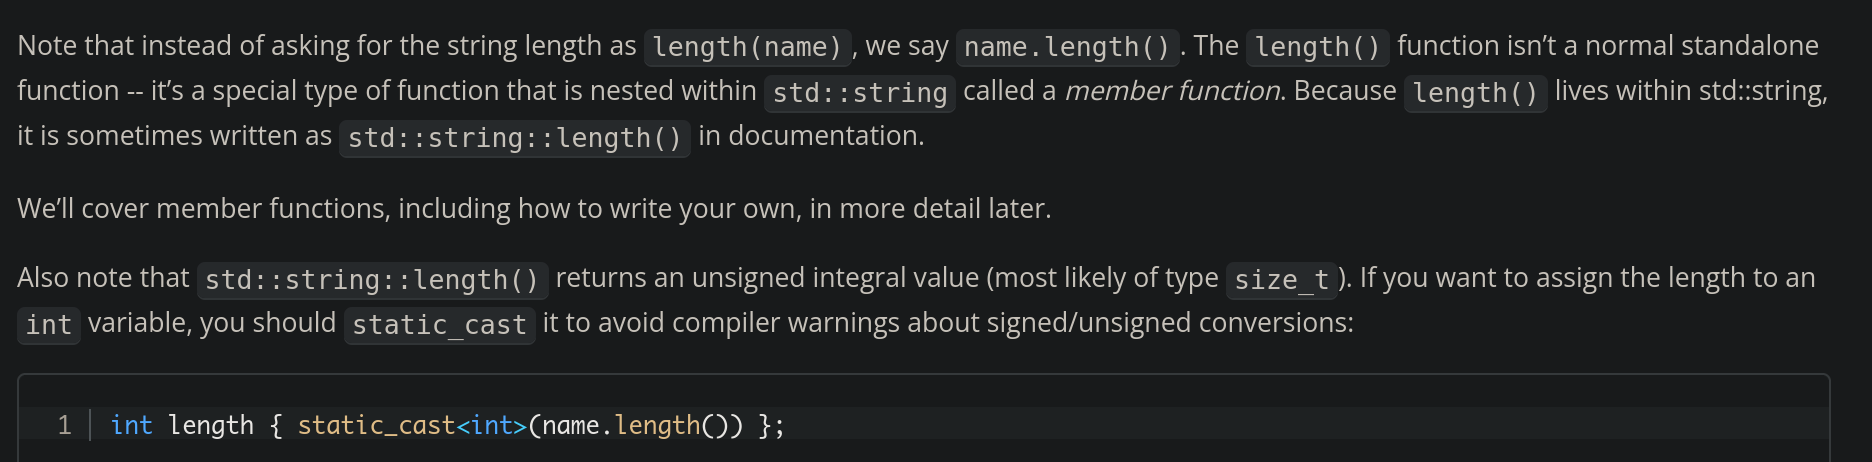 Note that instead of asking for the string length as length(name), we say name.length(). The length() function isn’t a normal standalone
function -- it’s a special type of function that is nested within std::string called a member function. Because length() lives within std::string,
it is sometimes written as std::string::length() in documentation.
We’ll cover member functions, including how to write your own, in more detail later.
Also note that std::string::length() returns an unsigned integral value (most likely of type size_t). If you want to assign the length to an
int variable, you should static_cast it to avoid compiler warnings about signed/unsigned conversions:
1 int length { static_cast<int>(name.length()) };